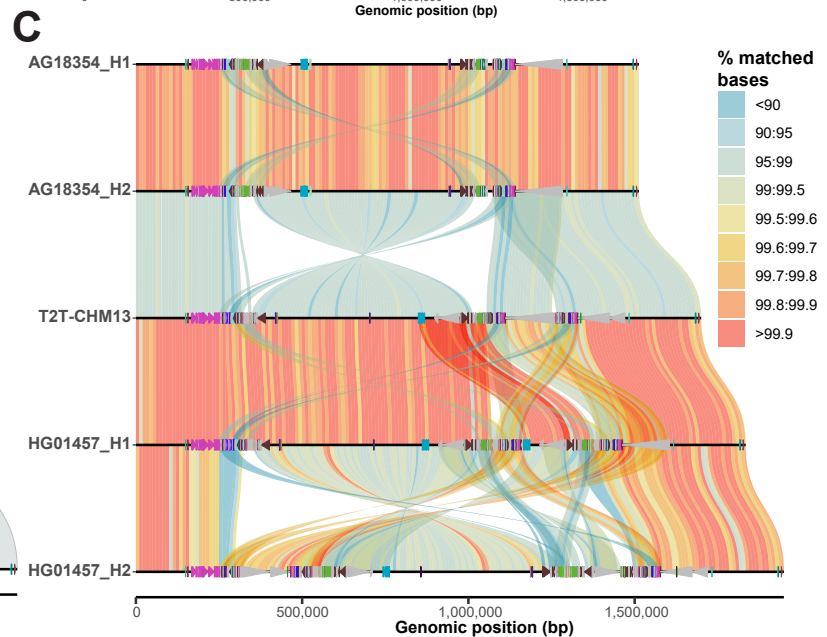 Genomic position (bp)
C
% matched
bases
<90
90:95
95:99
99:99.5
99.5:99.6
99.6:99.7
99.7:99.8
99.8:99.9
>99.9
AG18354_H1
AG18354_H2
T2T-CHM13
HG01457_H1
HG01457_H2
0
500,000
1,000,000
1,500,000
Genomic position (bp)